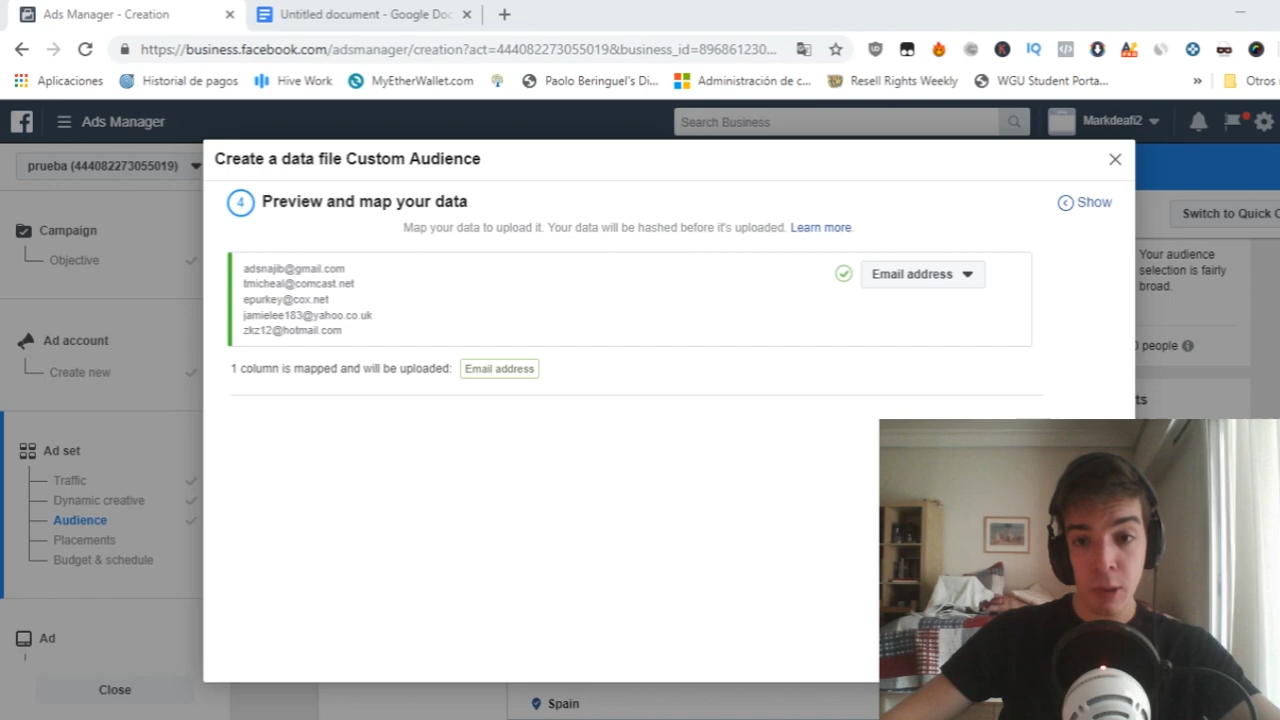 Ads Manager - Creation
Untitled document - Google Doc
https://business.facebook.com/adsmanager/creation?act=444082273055019&business_id=896861230...
Aplicaciones
Historial de pagos
Hive Work
MyEtherWallet.com
Paolo Beringuel's Di...
Administración de c...
Resell Rights Weekly
WGU Student Porta...
»
Otros
Ads Manager
Search Business
Markdeafi2
prueba (444082273055019)
Create a data file Custom Audience
4 Preview and map your data
Show
Switch to Quick C
Map your data to upload it. Your data will be hashed before it's uploaded. Learn more.
Campaign
Objective
Your audience
selection is fairly
broad.
adsnajib@gmail.com
tmicheal@comcast.net
epurkey@cox.net
jamielee183@yahoo.co.uk
zkz12@hotmail.com
Email address
Ad account
Create new
people
1 column is mapped and will be uploaded: Email address
ts
Ad set
Traffic
Dynamic creative
Audience
Placements
Budget & schedule
Ad
Close
Spain